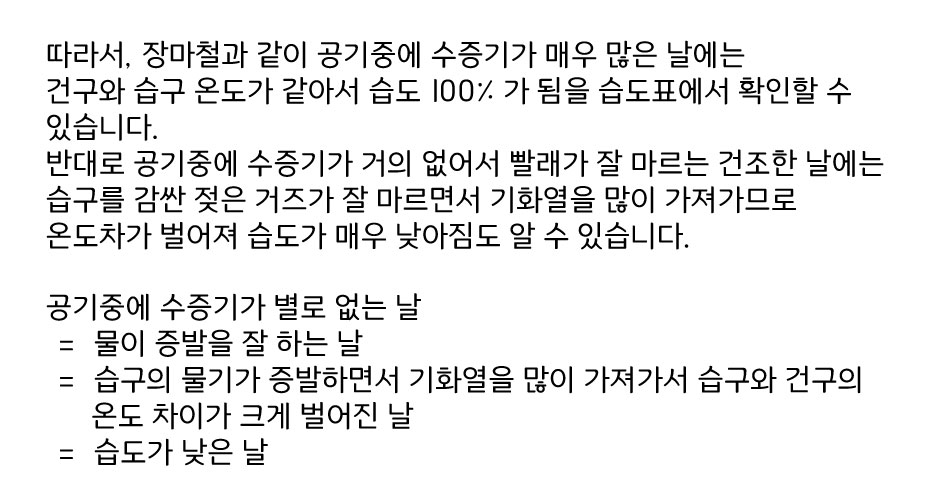 따라서, 장마철과 같이 공기중에 수증기가 매우 많은 날에는
건구와 습구 온도가 같아서 습도 100% 가 됨을 습도표에서 확인할 수
있습니다.
반대로 공기중에 수증기가 거의 없어서 빨래가 잘 마르는 건조한 날에는
습구를 감싼 젖은 거즈가 잘 마르면서 기화열을 많이 가져가므로
온도차가 벌어져 습도가 매우 낮아짐도 알 수 있습니다.
공기중에 수증기가 별로 없는 날
= 물이 증발을 잘 하는 날
= 습구의 물기가 증발하면서 기화열을 많이 가져가서 습구와 건구의
온도 차이가 크게 벌어진 날
= 습도가 낮은 날